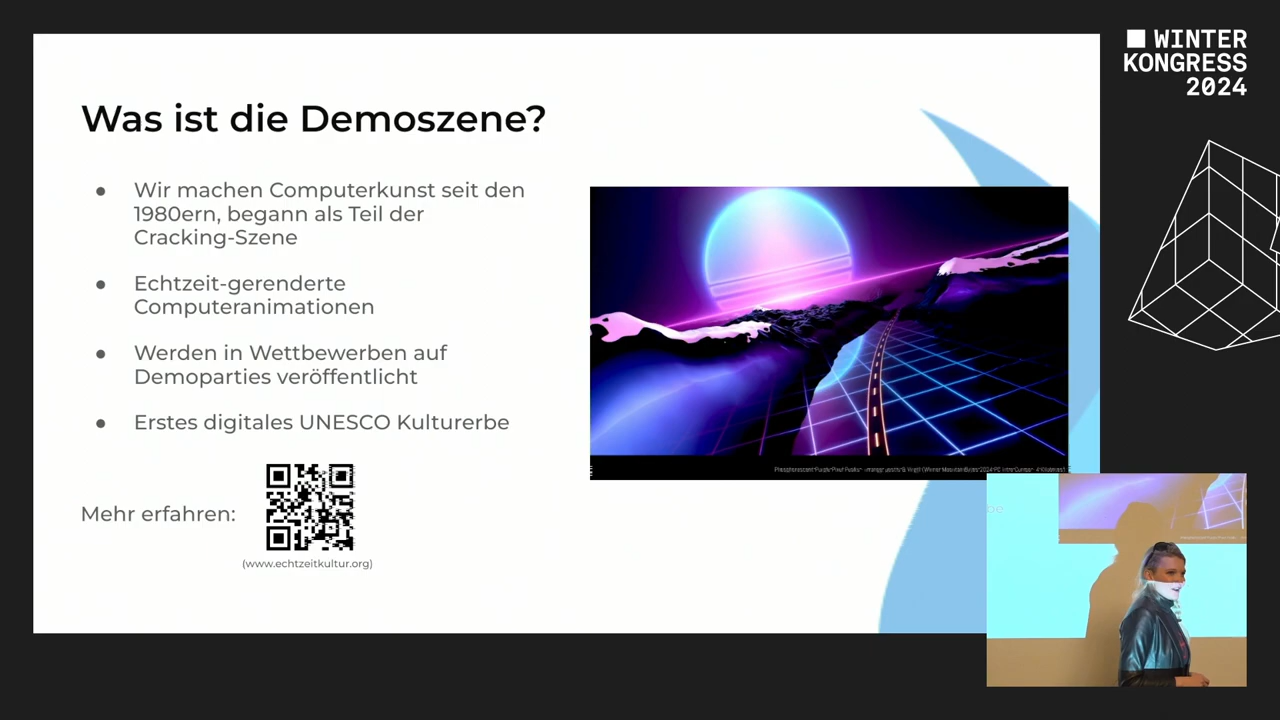 WINTER
KONGRESS
2024
Was ist die Demoszene?
● Wir machen Computerkunst seit den
1980ern, begann als Teil der
Cracking-Szene
● Echtzeit-gerenderte
Computeranimationen
● Werden in Wettbewerben auf
Demoparties veröffentlicht
● Erstes digitales UNESCO Kulturerbe
Mehr erfahren:
(www.echtzeitkultur.org)